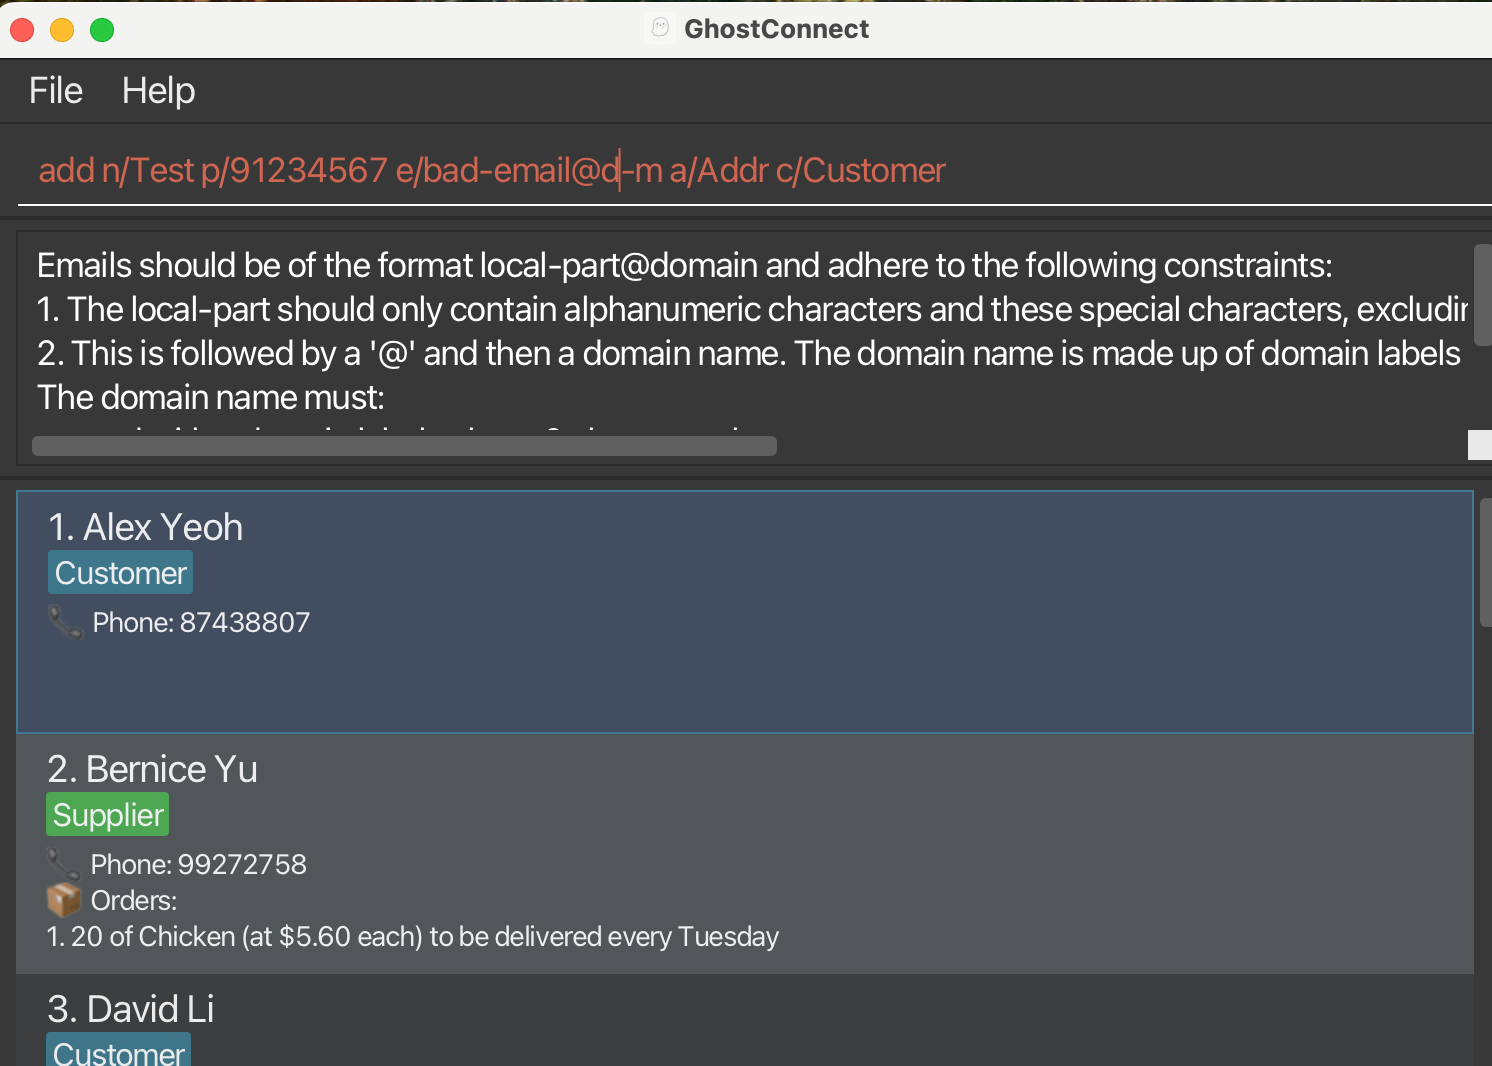 GhostConnect
File Help
add n/Test p/91234567 e/bad-email@d-m a/Addr c/Customer
Emails should be of the format local-part@domain and adhere to the following constraints:
1. The local-part should only contain alphanumeric characters and these special characters,
2. This is followed by a '@' and then a domain name. The domain name is made up of domain labels
The domain name must:
1. Alex Yeoh
Customer
Phone: 87438807
2. Bernice Yu
Supplier
Phone: 99272758
Orders:
1. 20 of Chicken (at $5.60 each) to be delivered every Tuesday
3. David Li
Customer